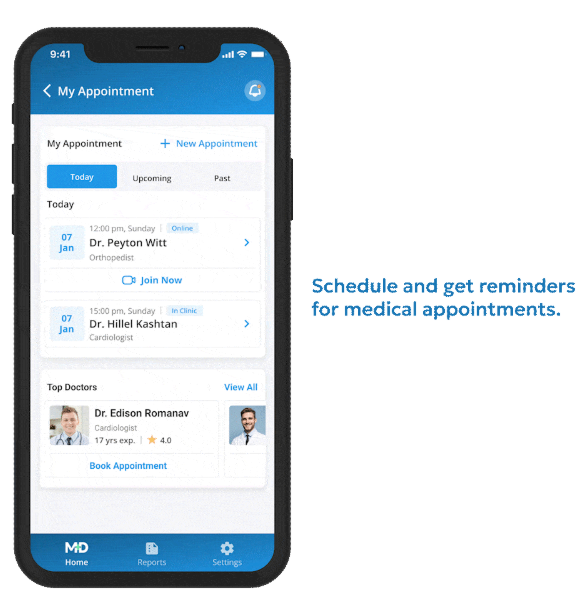 9:41
My Appointment
My Appointment + New Appointment
Today Upcoming Past
Today
07 Jan
12:00 pm, Sunday | Online
Dr. Peyton Witt
Orthopedist
Join Now
07 Jan
15:00 pm, Sunday | In Clinic
Dr. Hillel Kashtan
Cardiologist
Top Doctors View All
Dr. Edison Romanav
Cardiologist
17 yrs exp. | 4.0
Book Appointment
MD
Home Reports Settings
Schedule and get reminders
for medical appointments.